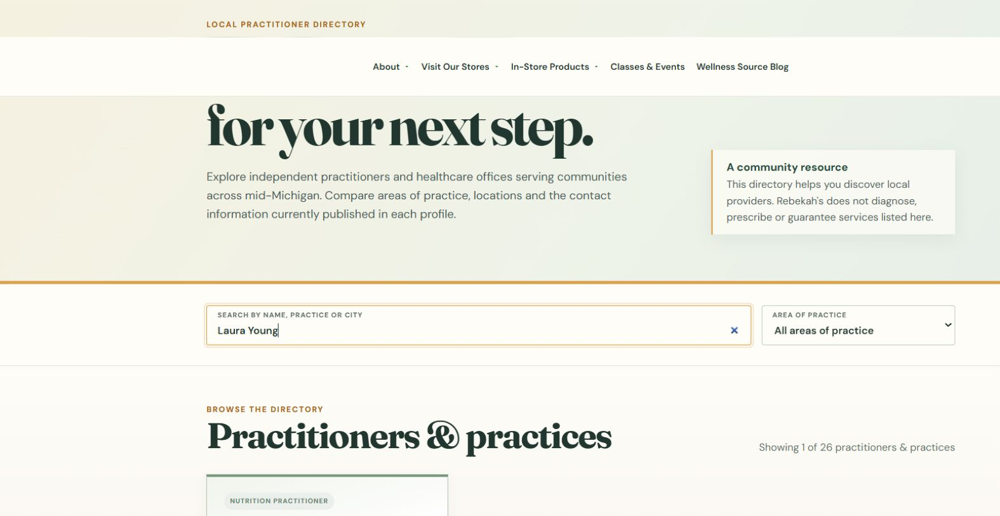 LOCAL PRACTITIONER DIRECTORY
About
Visit Our Stores
In-Store Products
Classes & Events
Wellness Source Blog
for your next step.
Explore independent practitioners and healthcare offices serving communities
across mid-Michigan. Compare areas of practice, locations and the contact
information currently published in each profile.
A community resource
This directory helps you discover local
providers. Rebekah's does not diagnose,
prescribe or guarantee services listed here.
SEARCH BY NAME, PRACTICE OR CITY
Laura Young
AREA OF PRACTICE
All areas of practice
BROWSE THE DIRECTORY
Practitioners & practices
Showing 1 of 26 practitioners & practices
NUTRITION PRACTITIONER